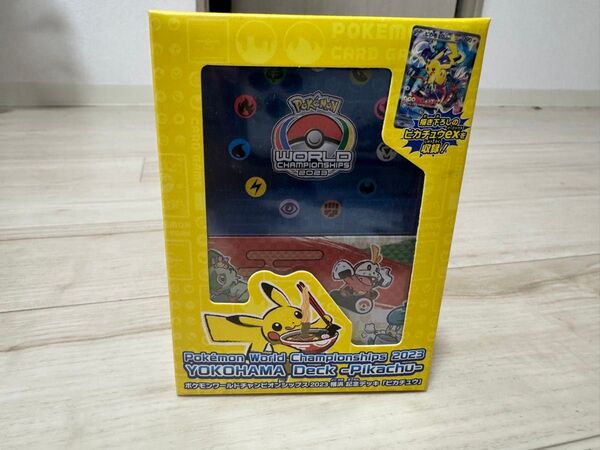 POKÉMON
CARD GAME
描き下ろしの
ピカチュウexを
収録!
Pokémon
WORLD
CHAMPIONSHIPS
2023
Pokémon World Championships 2023
YOKOHAMA Deck -Pikachu-
ポケモンワールドチャンピオンシップス2023 横浜 記念デッキ「ピカチュウ」